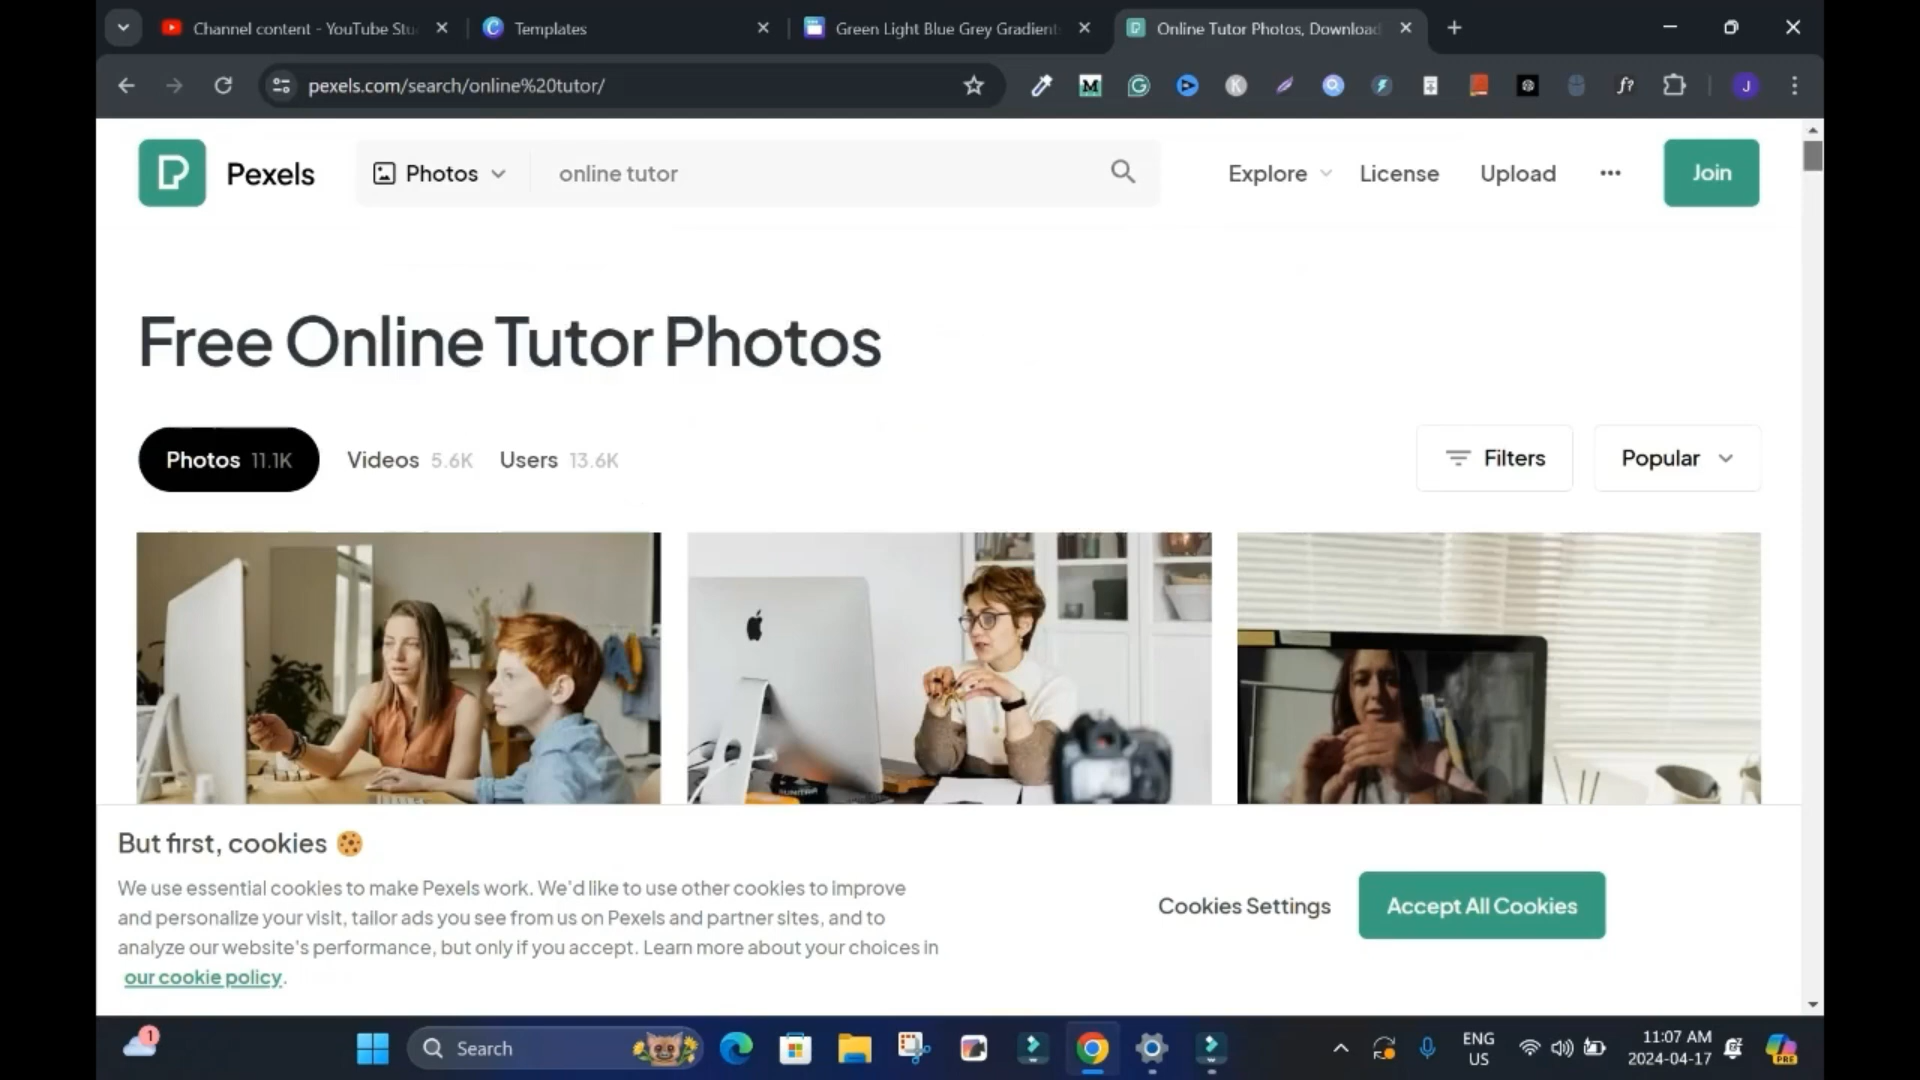 Channel content - YouTube Stu
Templates
Green Light Blue Grey Gradient
Online Tutor Photos, Download
pexels.com/search/online%20tutor/
f?
J
Pexels
Photos
online tutor
Explore
License
Upload
Join
Free Online Tutor Photos
Photos 11.1K
Videos 5.6K
Users 13.6K
Filters
Popular
But first, cookies
We use essential cookies to make Pexels work. We'd like to use other cookies to improve
and personalize your visit, tailor ads you see from us on Pexels and partner sites, and to
analyze our website's performance, but only if you accept. Learn more about your choices in
our cookie policy.
Cookies Settings
Accept All Cookies
1
Search
ENG
US
11:07 AM
2024-04-17
PRE